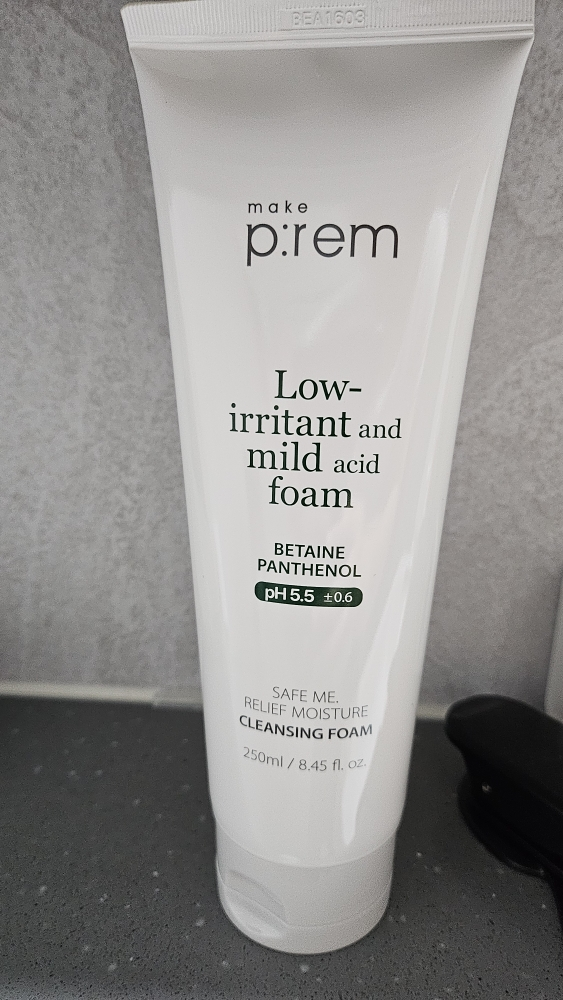 BEA1603
make
p:rem
Low-
irritant and
mild acid
foam
BETAINE
PANTHENOL
pH 5.5 ±0.6
SAFE ME.
RELIEF MOISTURE
CLEANSING FOAM
250ml / 8.45 fl. oz.